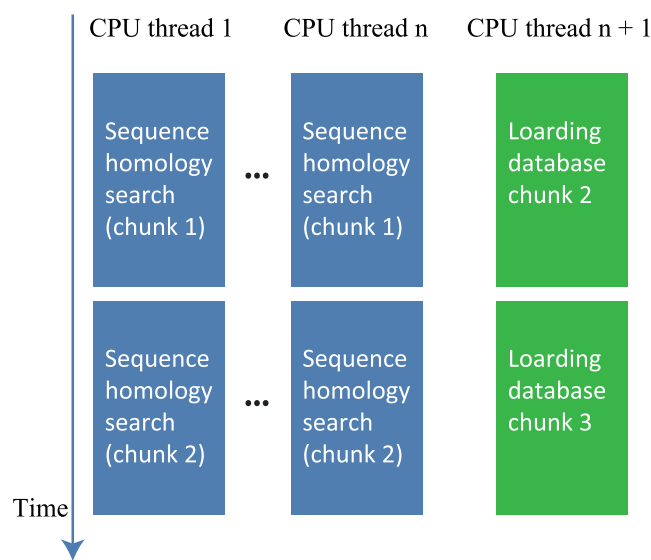 CPU thread 1
CPU thread n
CPU thread n + 1
Sequence
homology
search
(chunk 1)
...
Sequence
homology
search
(chunk 1)
Loarding
database
chunk 2
Sequence
homology
search
(chunk 2)
...
Sequence
homology
search
(chunk 2)
Loarding
database
chunk 3
Time